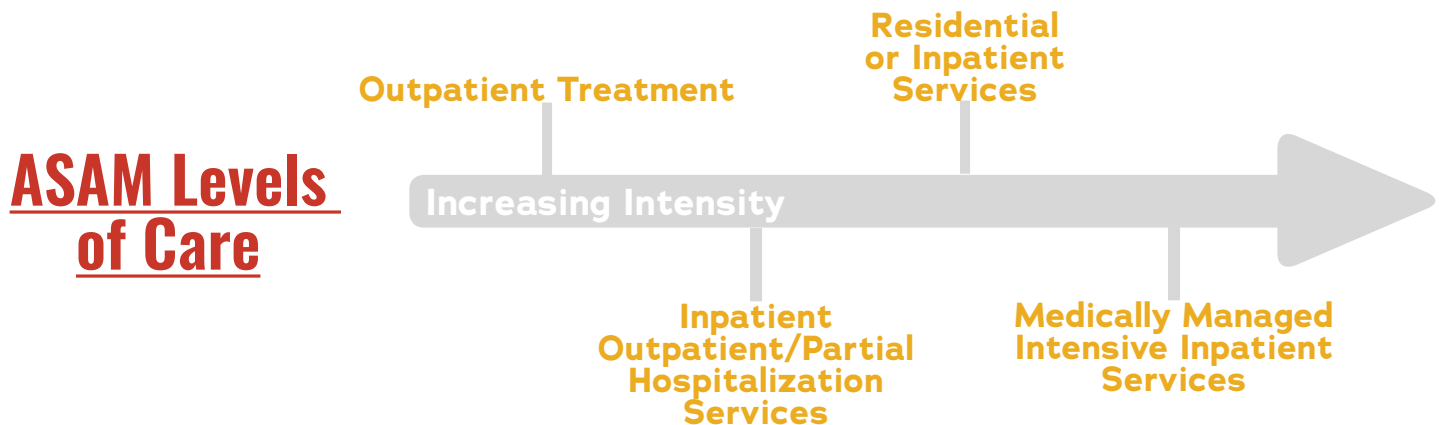 ASAM Levels
of Care
Outpatient Treatment
Residential
or Inpatient
Services
Increasing Intensity
Inpatient
Outpatient/Partial
Hospitalization
Services
Medically Managed
Intensive Inpatient
Services